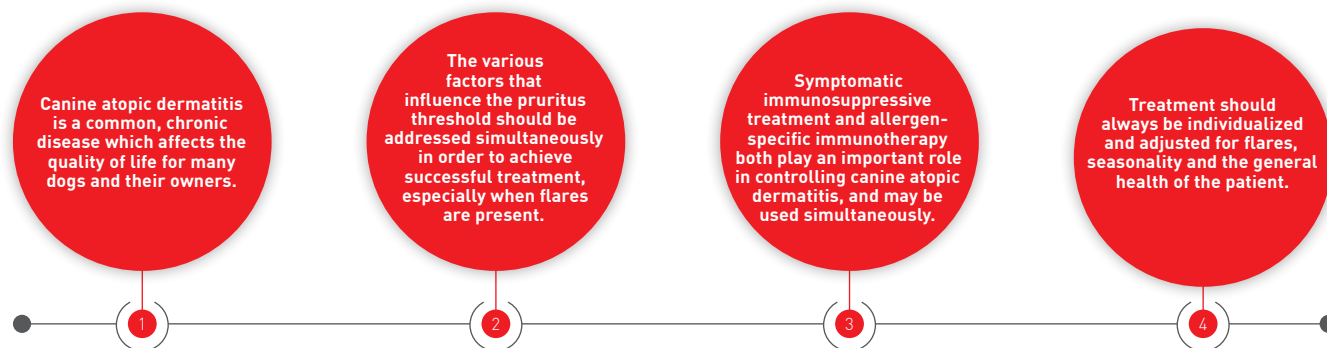 Canine atopic dermatitis
is a common, chronic
disease which affects the
quality of life for many
dogs and their owners.
The various
factors that
influence the pruritus
threshold should be
addressed simultaneously
in order to achieve
successful treatment,
especially when flares
are present.
Symptomatic
immunosuppressive
treatment and allergen-
specific immunotherapy
both play an important role
in controlling canine atopic
dermatitis, and may be
used simultaneously.
Treatment should
always be individualized
and adjusted for flares,
seasonality and the general
health of the patient.
1
2
3
4